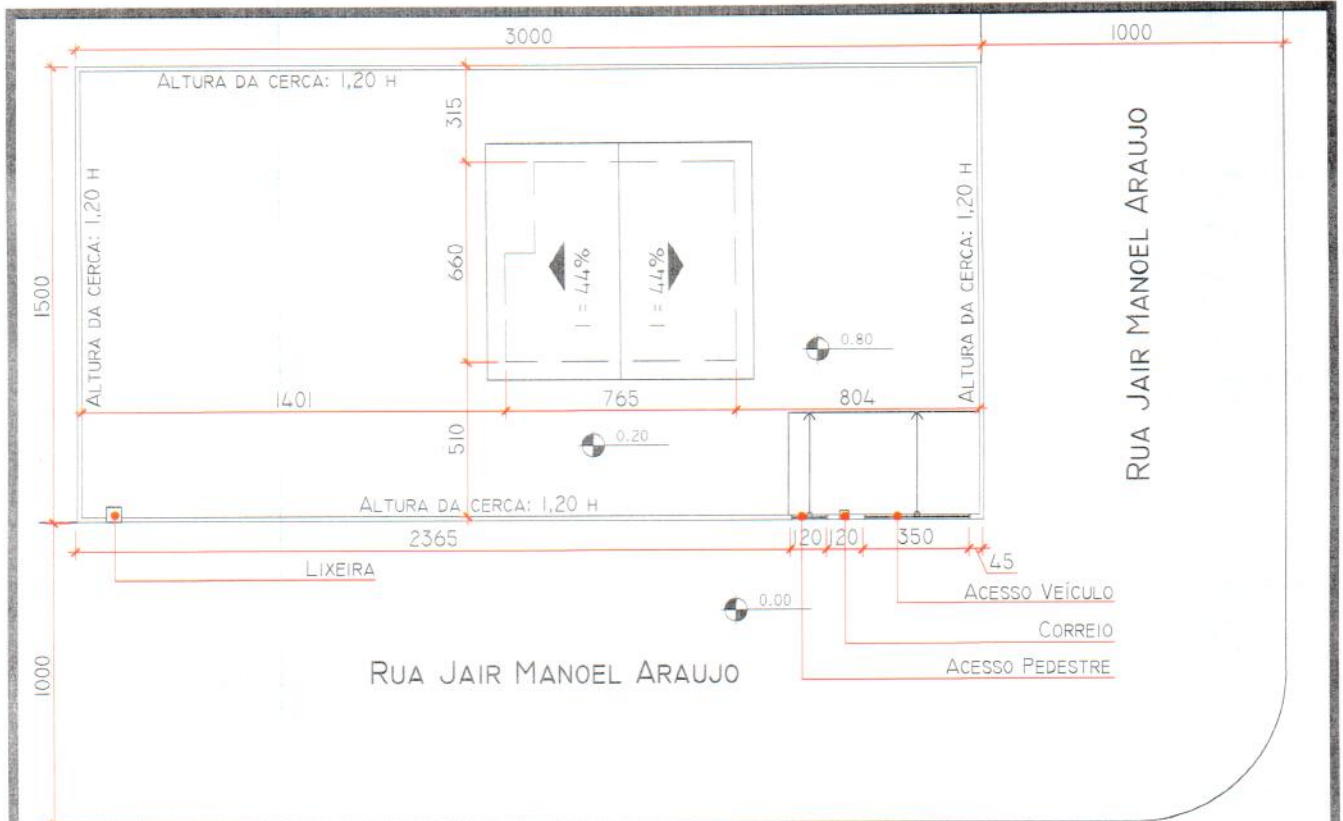 3000
1000
ALTURA DA CERCA: 1,20 H
315
ALTURA DA CERCA: 1,20 H
ALTURA DA CERCA: 1,20 H
RUA JAIR MANOEL ARAUJO
1500
660
I = 44%
I = 44%
0.80
1401
765
804
510
0.20
ALTURA DA CERCA: 1,20 H
2365
120
120
350
45
LIXEIRA
ACESSO VEÍCULO
0.00
CORREIO
RUA JAIR MANOEL ARAUJO
ACESSO PEDESTRE
1000